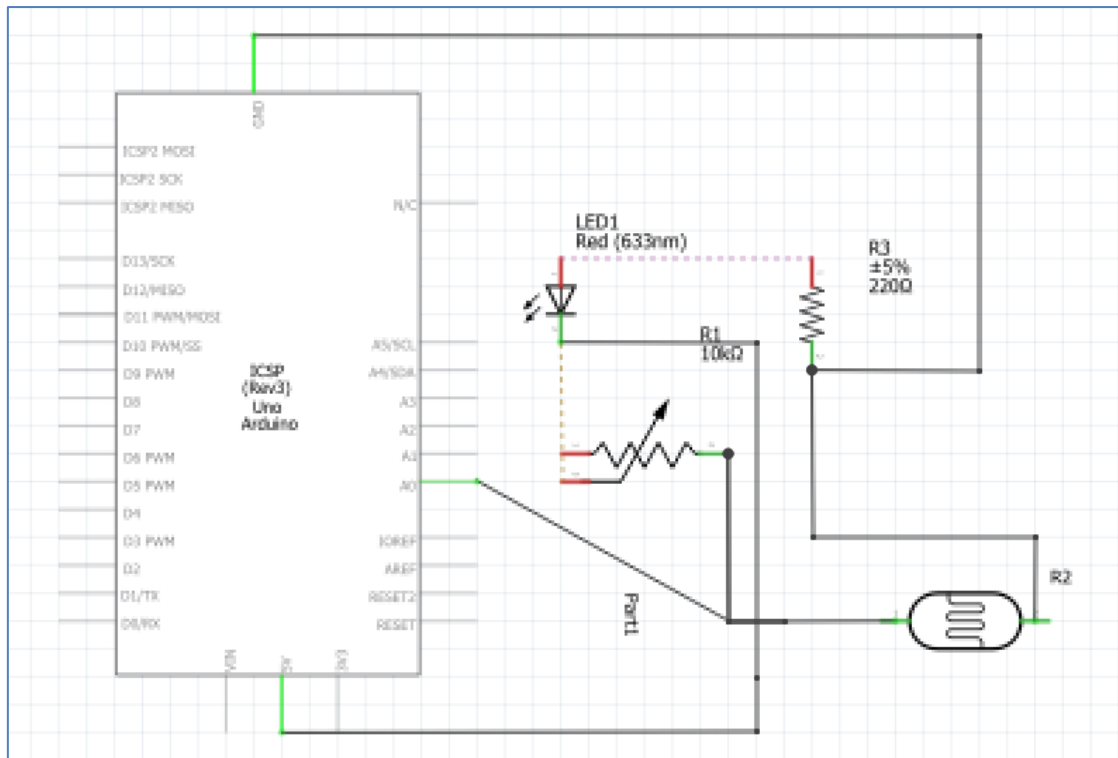 GND
ICSP2 MOSI
ICSP2 SCK
ICSP2 MISO
N/C
D13/SCK
D12/MISO
D11 PWM/MOSI
D10 PWM/SS
D9 PWM
D8
D7
D6 PWM
D5 PWM
D4
D3 PWM
D2
D1/TX
D0/RX
ICSP
(Rev3)
Uno
Arduino
A5/SCL
A4/SDA
A3
A2
A1
A0
IOREF
AREF
RESET2
RESET
VIN
5V
3V3
LED1
Red (633nm)
R1
10kΩ
R3
±5%
220Ω
Part1
R2